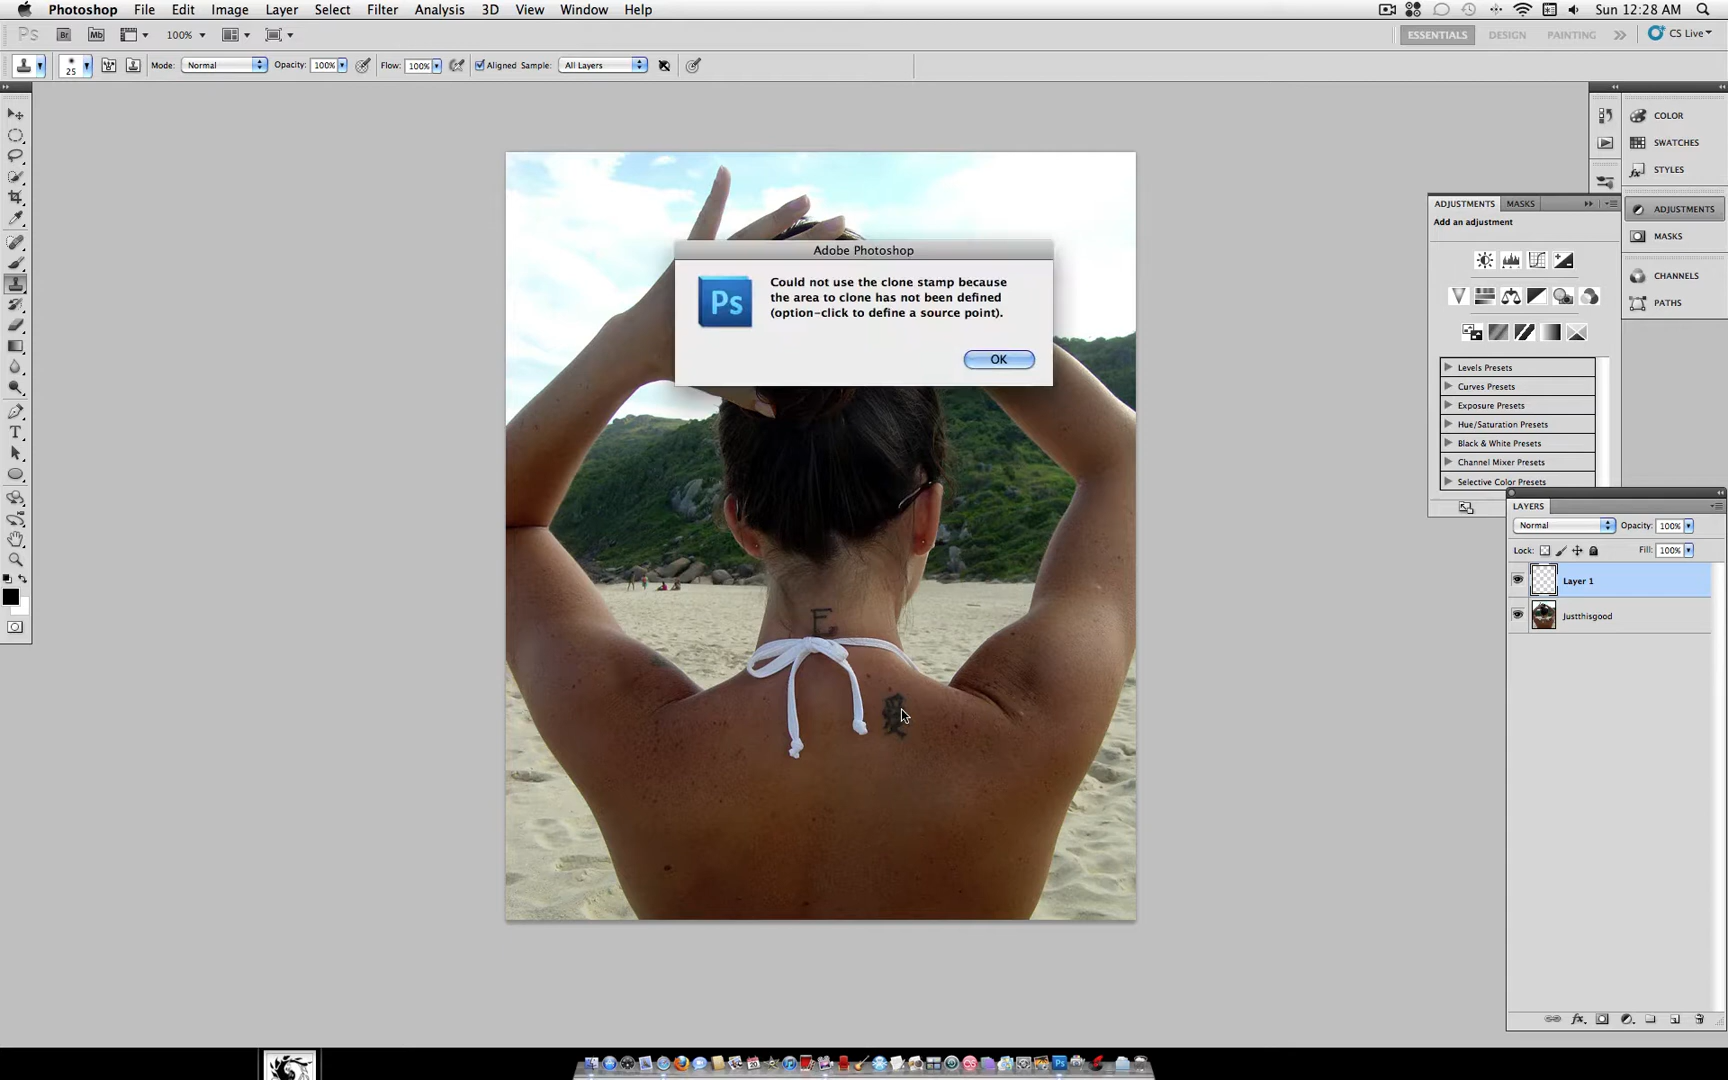 Photoshop File Edit Image Layer Select Filter Analysis 3D View Window Help Sun 12:28 AM
Ps Br Mb 100% ESSENTIALS DESIGN PAINTING CS Live
25 Mode: Normal Opacity: 100% Flow: 100% Aligned Sample: All Layers
COLOR
SWATCHES
STYLES
ADJUSTMENTS
MASKS
CHANNELS
PATHS
ADJUSTMENTS MASKS
Add an adjustment
Levels Presets
Curves Presets
Exposure Presets
Hue/Saturation Presets
Black & White Presets
Channel Mixer Presets
Selective Color Presets
Adobe Photoshop
Ps
Could not use the clone stamp because
the area to clone has not been defined
(option-click to define a source point).
OK
E
LAYERS
Normal Opacity: 100%
Lock: Fill: 100%
Layer 1
Justthisgood
fx